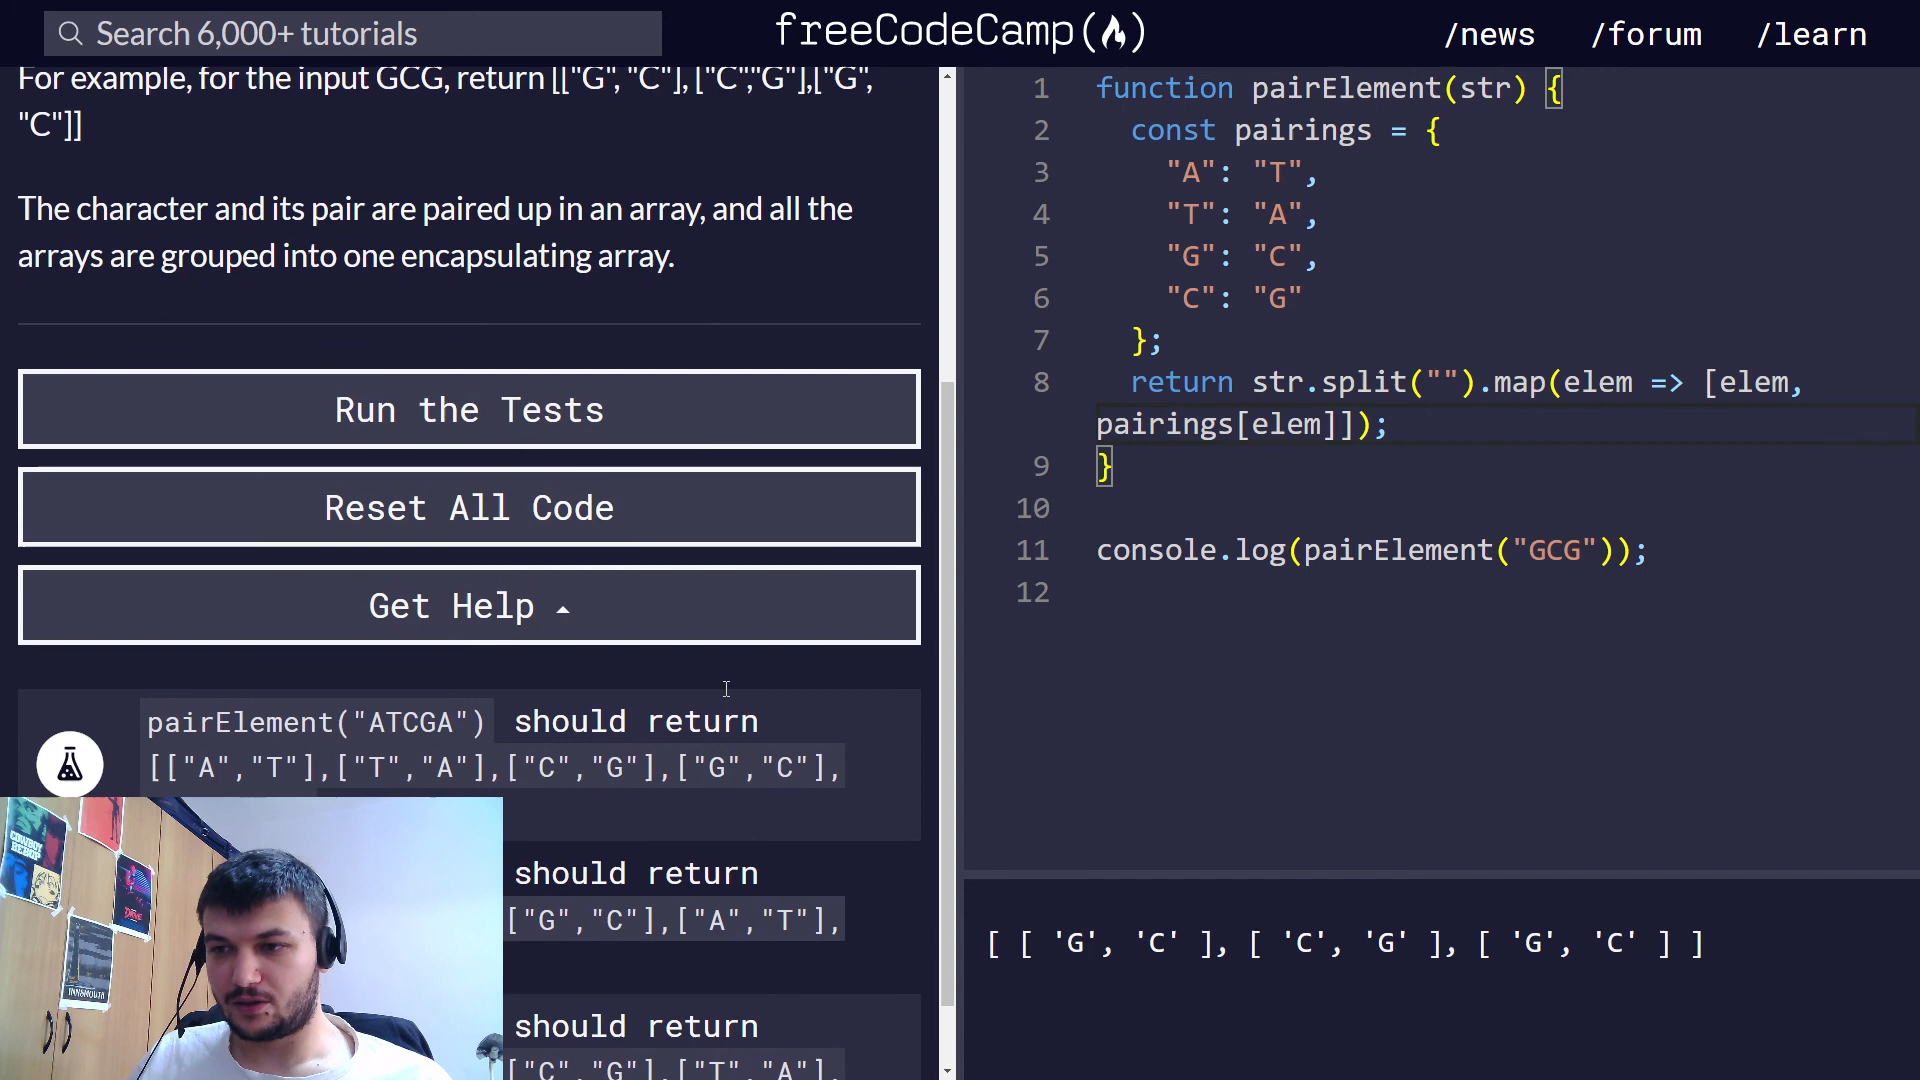 Search 6,000+ tutorials
freeCodeCamp(🔥)
/news
/forum
/learn
For example, for the input GCG, return [["G", "C"], ["C","G"],["G",
"C"]]
The character and its pair are paired up in an array, and all the
arrays are grouped into one encapsulating array.
Run the Tests
Reset All Code
Get Help
pairElement("ATCGA") should return
[["A","T"],["T","A"],["C","G"],["G","C"],
should return
["G","C"],["A","T"],
should return
["C","G"],["T","A"],
COWBOY
BEBOP
DRIVE
INNSMOUTH
1 function pairElement(str) {
2 const pairings = {
3 "A": "T",
4 "T": "A",
5 "G": "C",
6 "C": "G"
7 };
8 return str.split("").map(elem => [elem,
pairings[elem]]);
9 }
10
11 console.log(pairElement("GCG"));
12
[ [ 'G', 'C' ], [ 'C', 'G' ], [ 'G', 'C' ] ]